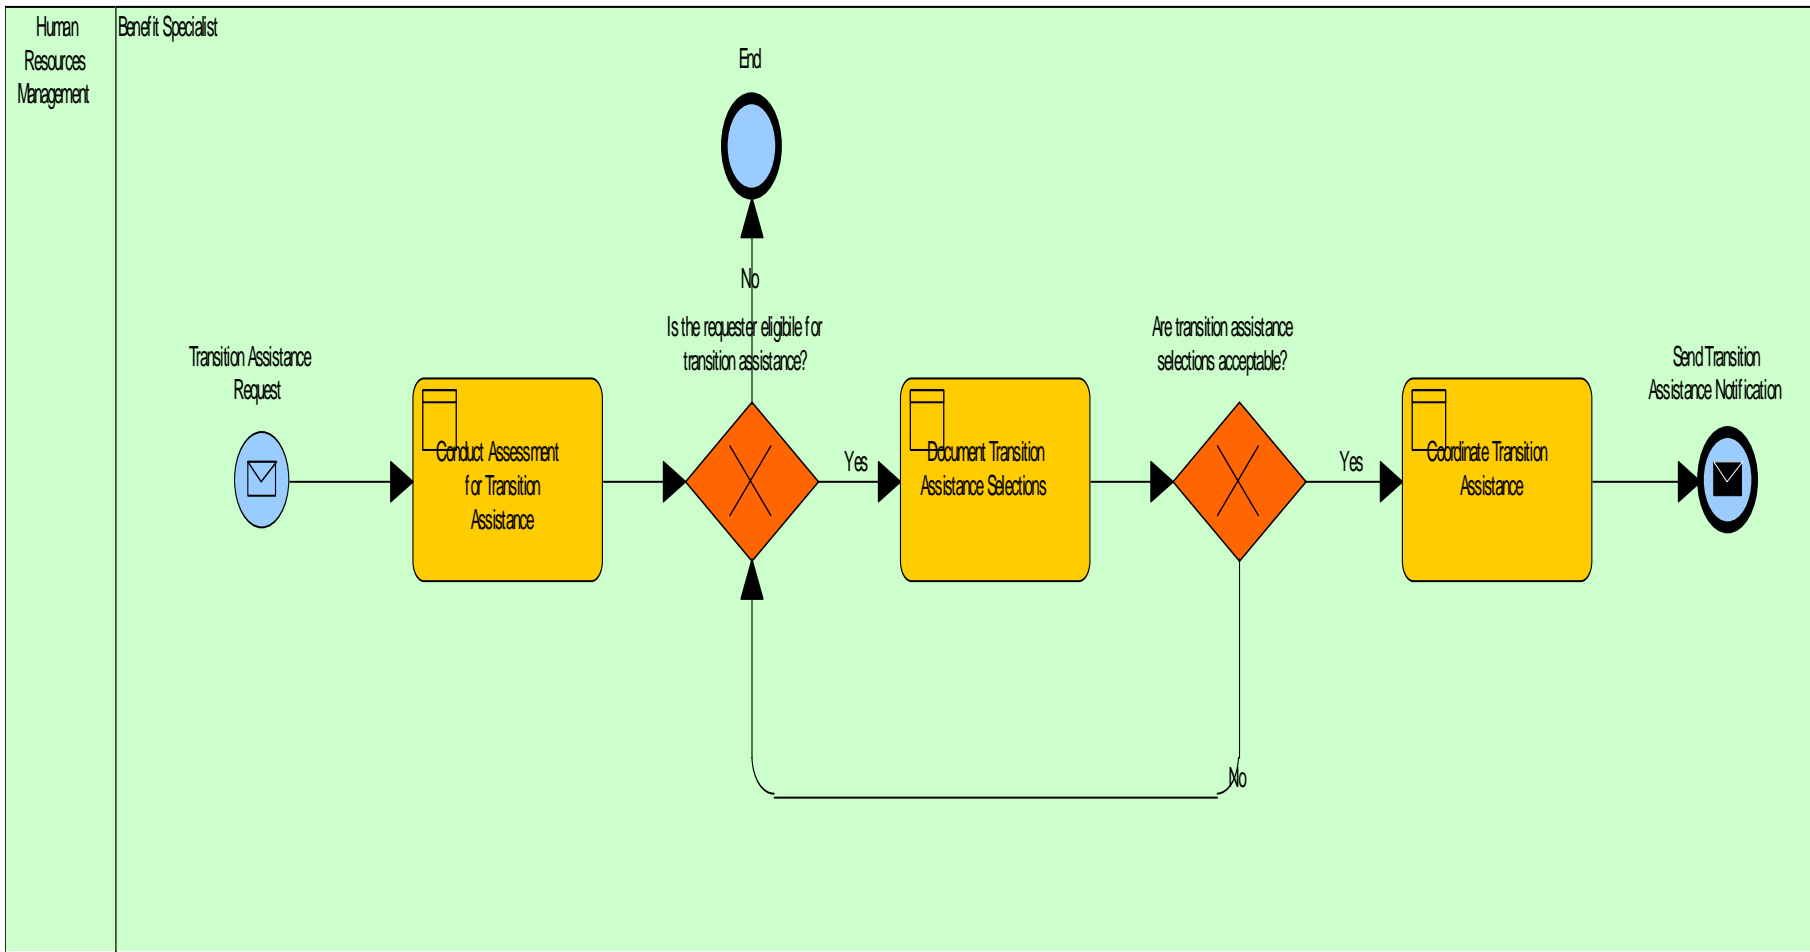 Human
Resources
Management
Benefit Specialist
End
No
Is the requester eligibile for
transition assistance?
Are transition assistance
selections acceptable?
Transition Assistance
Request
Send Transition
Assistance Notification
Conduct Assessment
for Transition
Assistance
Yes
Document Transition
Assistance Selections
Yes
Coordinate Transition
Assistance
No